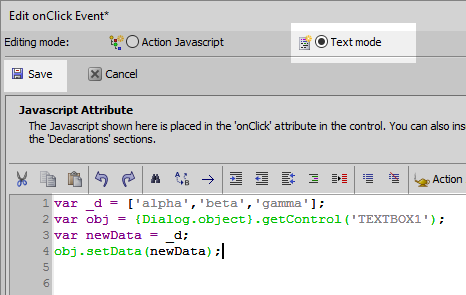 Edit onClick Event*
Editing mode: Action Javascript Text mode
Save Cancel
Javascript Attribute
The Javascript shown here is placed in the 'onClick' attribute in the control. You can also ins
the 'Declarations' sections.
Action
1 var _d = ['alpha','beta','gamma'];
2 var obj = {Dialog.object}.getControl('TEXTBOX1');
3 var newData = _d;
4 obj.setData(newData);
5
6